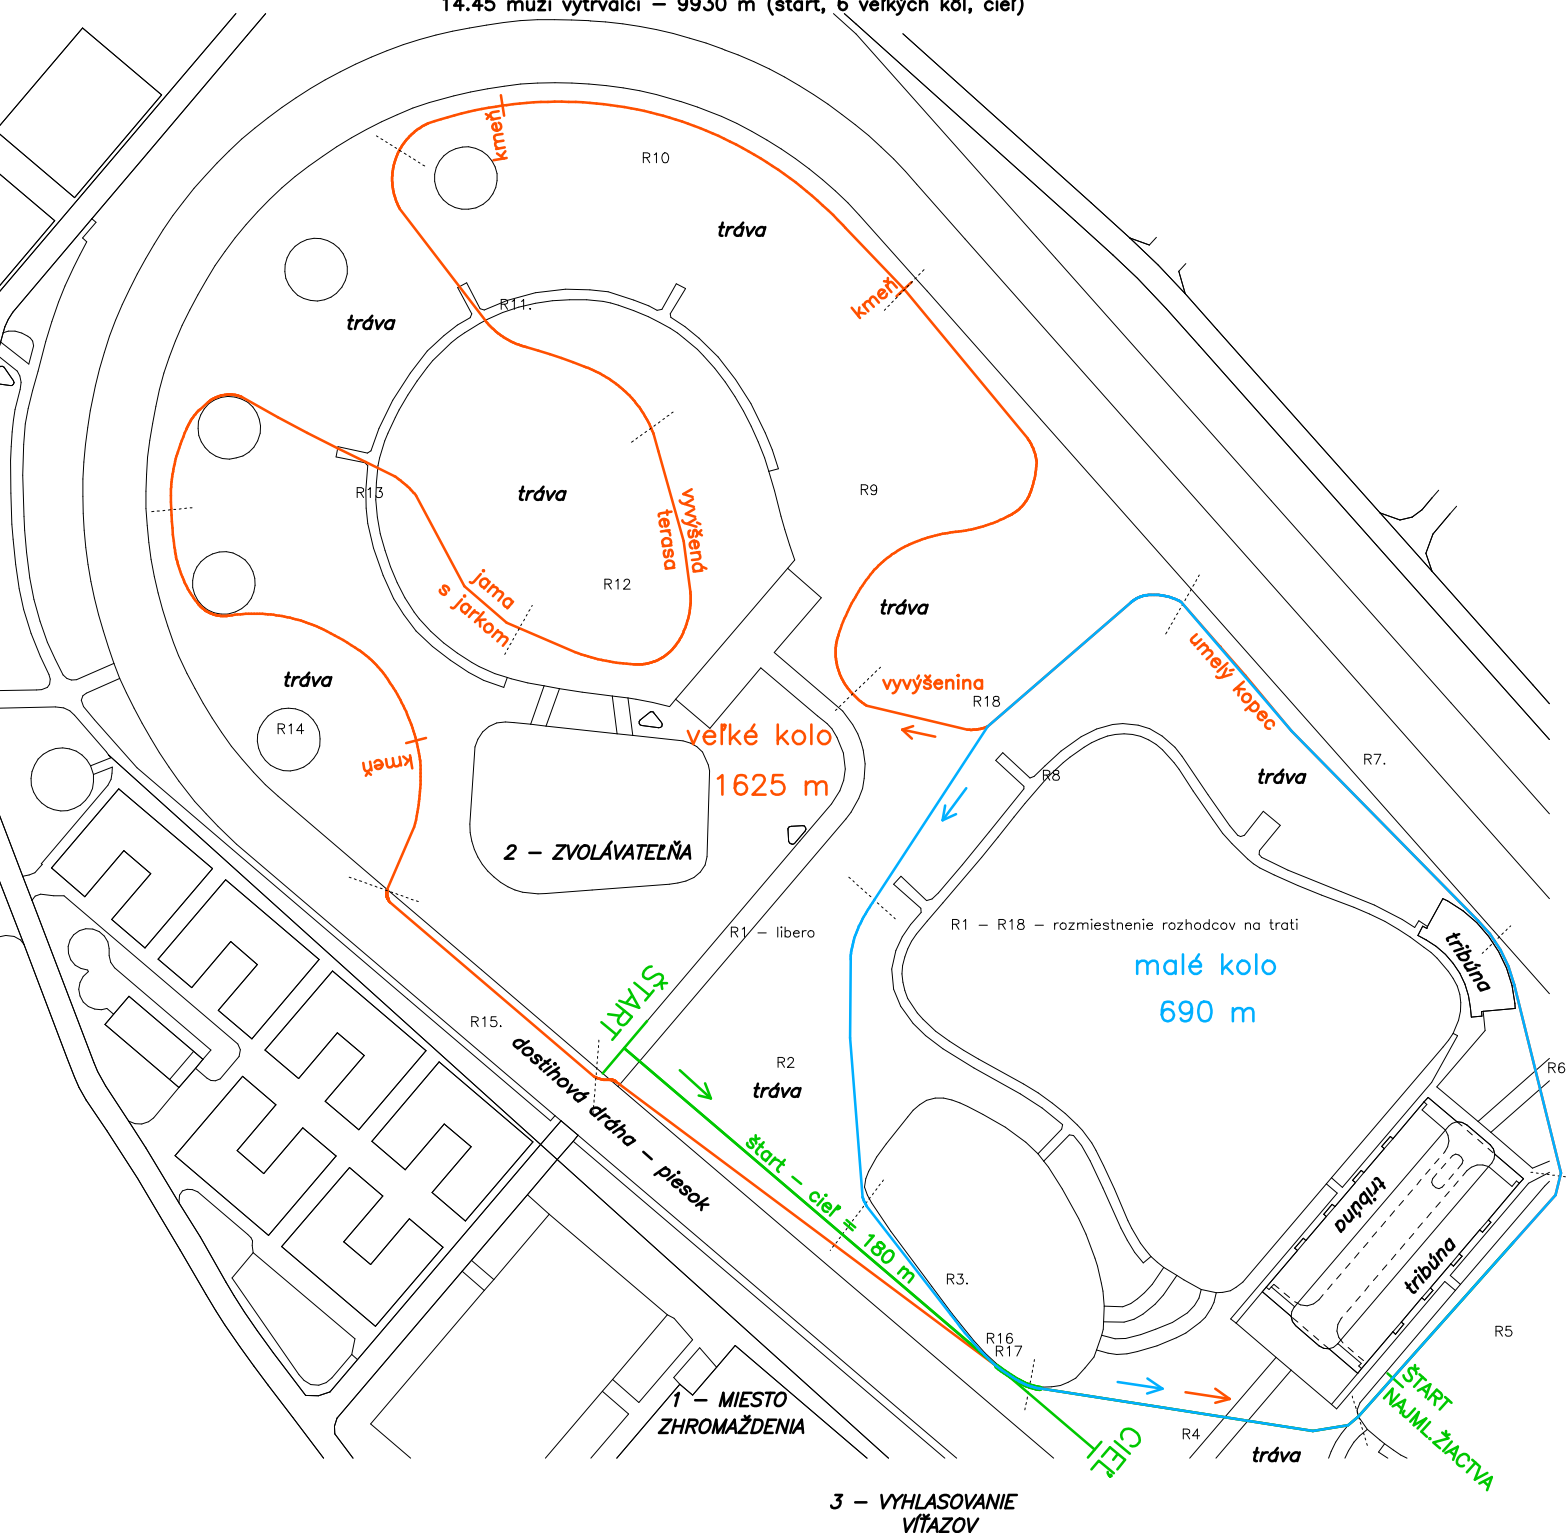 14.45 muži vytrvalci – 9930 m (štart, 6 veľkých kôl, cieľ)
kmeň
R10
tráva
kmeň
R11.
tráva
R13
tráva
R9
vyvýšená
terasa
jama
s jarkom
R12
tráva
umelý kopec
tráva
vyvýšenina
R18
R14
kmeň
veľké kolo
1625 m
R7.
R8
tráva
2 – ZVOLÁVATEĽŇA
R1 – libero
R1 – R18 – rozmiestnenie rozhodcov na trati
malé kolo
690 m
tribúna
ŠTART
R15.
dostihová dráha – piesok
R2
tráva
R6
štart – cieľ = 180 m
tribúna
tribúna
R3.
R16
R17
R5
ŠTART
NAJML. ŽIACTVA
1 – MIESTO
ZHROMAŽDENIA
R4
tráva
CIEĽ
3 – VYHLASOVANIE
VÍŤAZOV